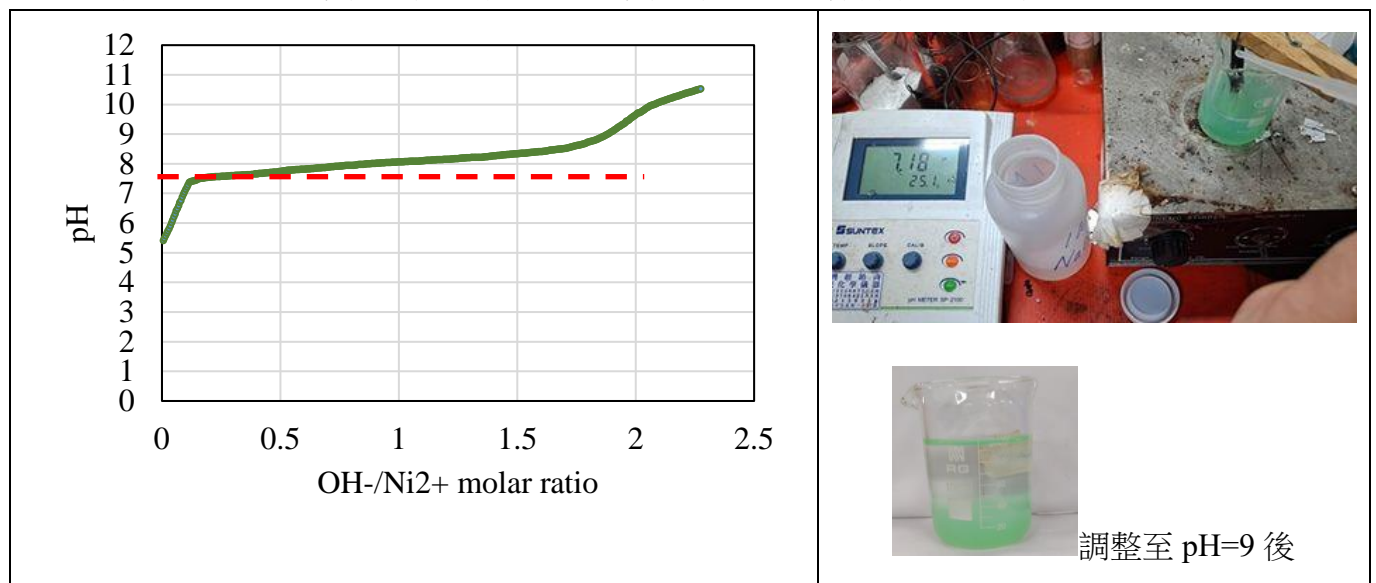 12
11
10
9
8
7
6
5
4
3
2
1
0
pH
0 0.5 1 1.5 2 2.5
OH-/Ni2+ molar ratio
7.18
25.1
SUNTEX
TEMP SLOPE CALIB
pH METER SP-2100
Na
調整至 pH=9 後